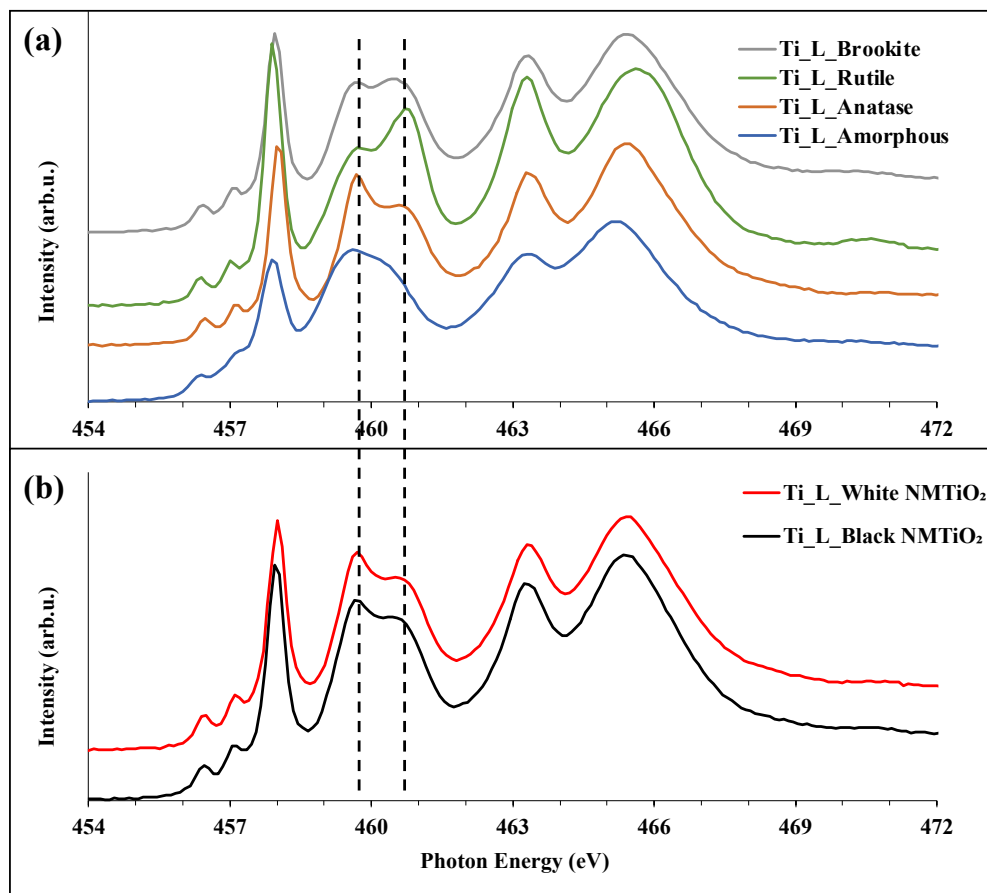 (a)
Ti_L_Brookite
Ti_L_Rutile
Ti_L_Anatase
Ti_L_Amorphous
Intensity (arb.u.)
454 457 460 463 466 469 472
(b)
Ti_L_White NMTiO₂
Ti_L_Black NMTiO₂
Intensity (arb.u.)
454 457 460 463 466 469 472
Photon Energy (eV)